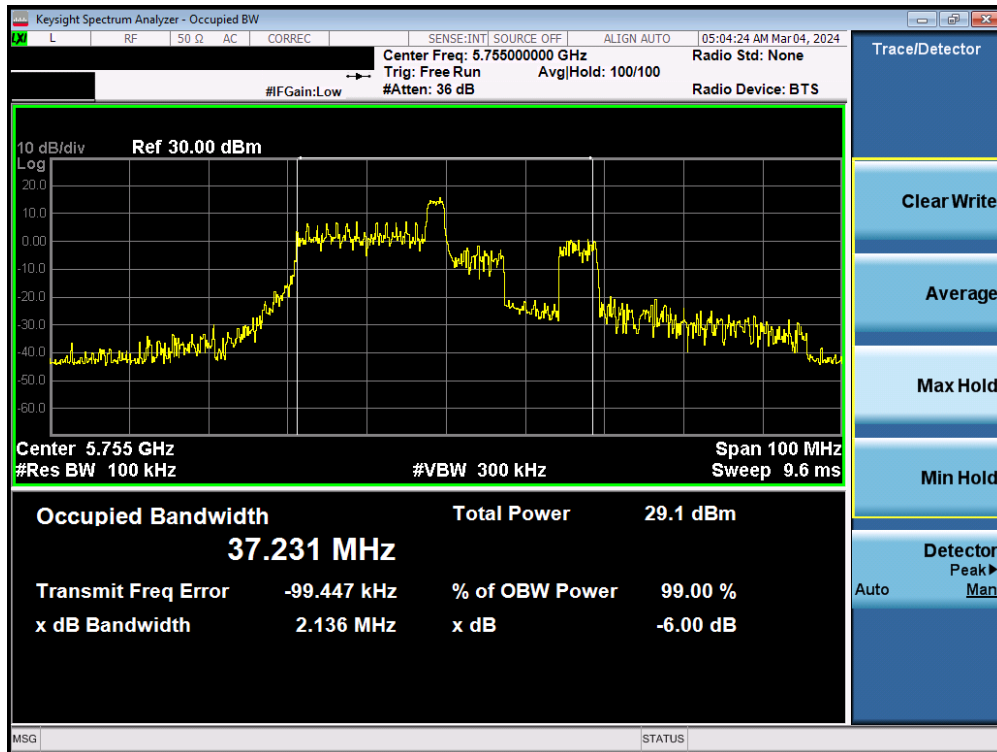 Keysight Spectrum Analyzer - Occupied BW
LXI L RF 50 Ω AC CORREC SENSE:INT SOURCE OFF ALIGN AUTO 05:04:24 AM Mar 04, 2024
Center Freq: 5.755000000 GHz Radio Std: None
Trig: Free Run Avg|Hold: 100/100
#IFGain:Low #Atten: 36 dB Radio Device: BTS
Trace/Detector
10 dB/div Ref 30.00 dBm
Log
20.0
10.0
0.00
-10.0
-20.0
-30.0
-40.0
-50.0
-60.0
Center 5.755 GHz Span 100 MHz
#Res BW 100 kHz #VBW 300 kHz Sweep 9.6 ms
Occupied Bandwidth Total Power 29.1 dBm
37.231 MHz
Transmit Freq Error -99.447 kHz % of OBW Power 99.00 %
x dB Bandwidth 2.136 MHz x dB -6.00 dB
Clear Write
Average
Max Hold
Min Hold
Detector
Peak▶
Auto Man
MSG STATUS